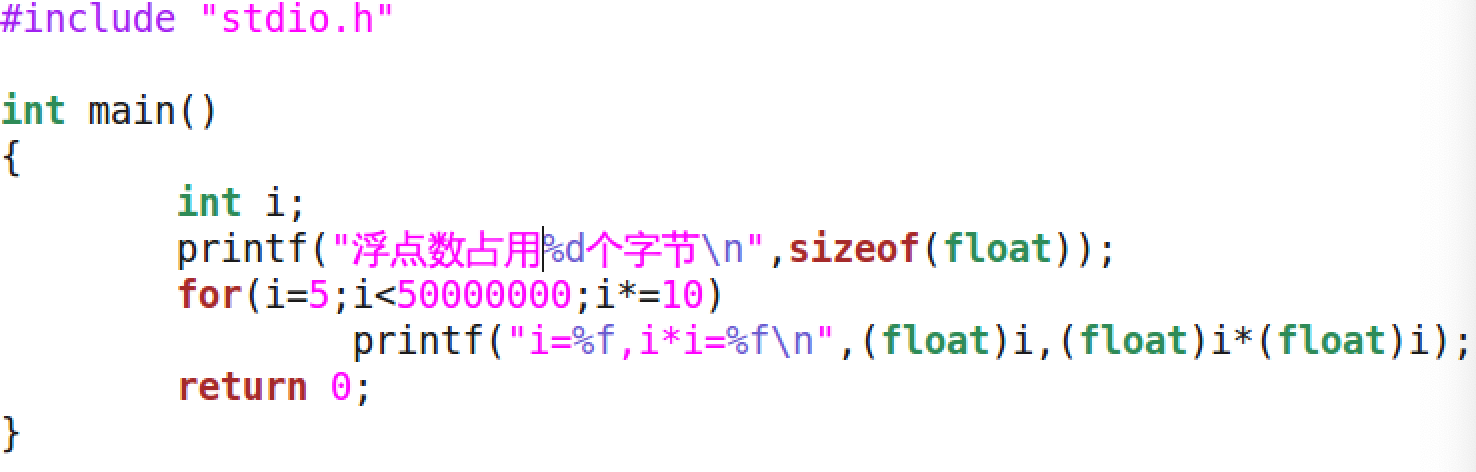 #include "stdio.h"
int main()
{
int i;
printf("浮点数占用%d个字节\n",sizeof(float));
for(i=5;i<50000000;i*=10)
printf("i=%f,i*i=%f\n",(float)i,(float)i*(float)i);
return 0;
}